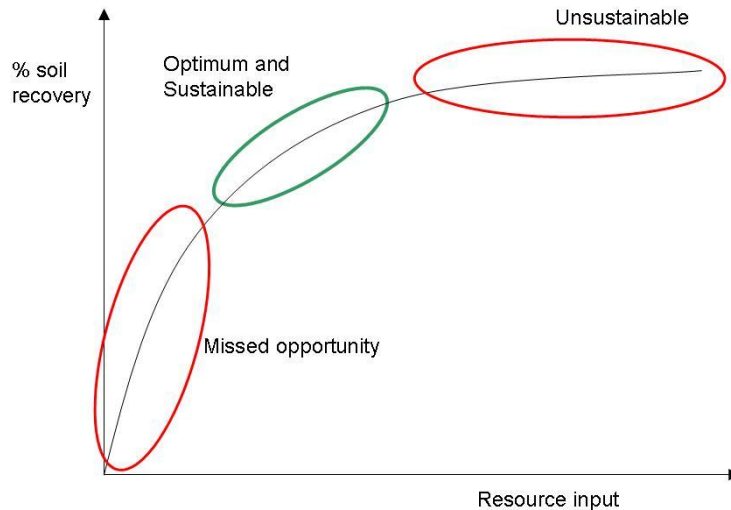 Unsustainable
% soil
recovery
Optimum and
Sustainable
Missed opportunity
Resource input